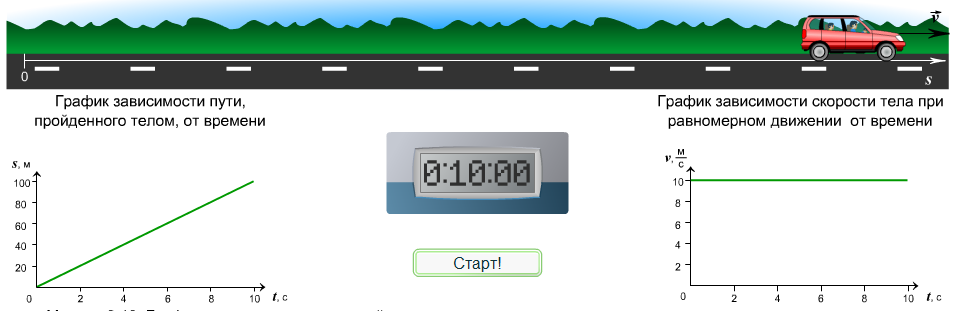 v
0
s
График зависимости пути,
пройденного телом, от времени
График зависимости скорости тела при
равномерном движении от времени
0:10:00
Старт!
s, м
100
80
60
40
20
0 2 4 6 8 10 t, с
v, м/с
10
8
6
4
2
0 2 4 6 8 10 t, с